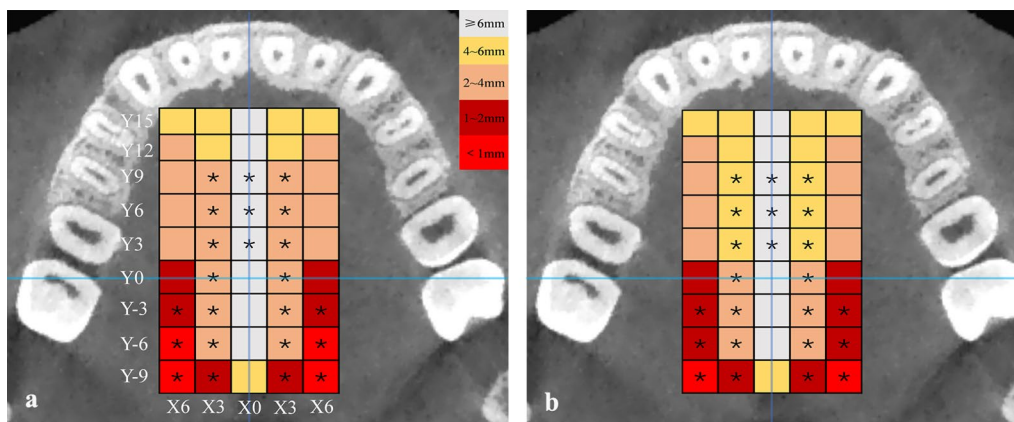 ≥6mm
4~6mm
2~4mm
1~2mm
<1mm
Y15
Y12
Y9 * * *
Y6 * * *
Y3 * * *
Y0 * *
Y-3 * * * *
Y-6 * * * *
Y-9 * * * *
X6 X3 X0 X3 X6
a
* * *
* * *
* * *
* *
* * * *
* * * *
* * * *
b